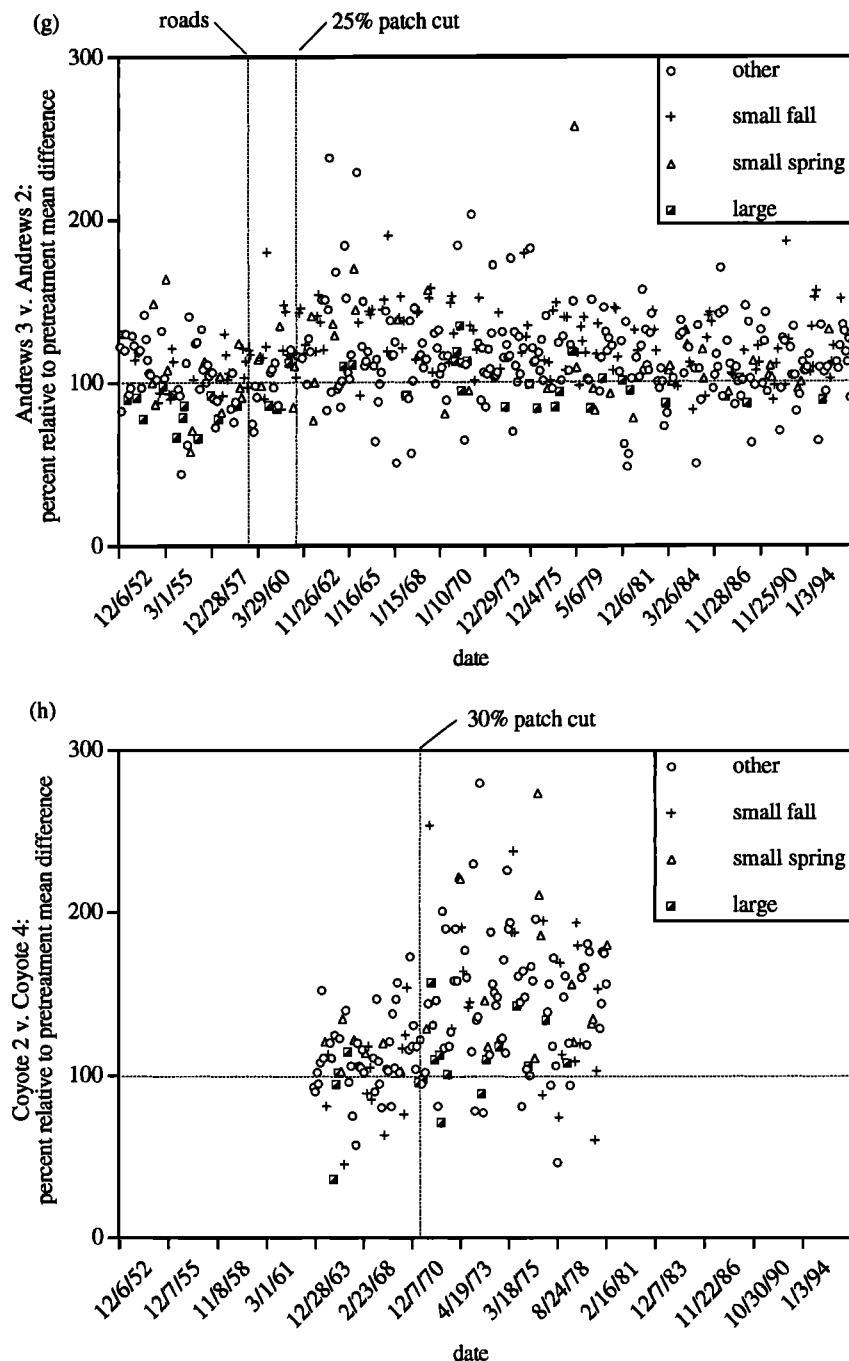 (g)
roads
25% patch cut
300
200
100
0
Andrews 3 v. Andrews 2:
percent relative to pretreatment mean difference
other
small fall
small spring
large
12/6/52
3/1/55
12/28/57
3/29/60
11/26/62
1/16/65
1/15/68
1/10/70
12/29/73
12/4/75
5/6/79
12/6/81
3/26/84
11/28/86
11/25/90
1/3/94
date
(h)
30% patch cut
300
200
100
0
Coyote 2 v. Coyote 4:
percent relative to pretreatment mean difference
other
small fall
small spring
large
12/6/52
12/7/55
11/8/58
3/1/61
12/28/63
2/23/68
12/7/70
4/19/73
3/18/75
8/24/78
2/16/81
12/7/83
11/22/86
10/30/90
1/3/94
date